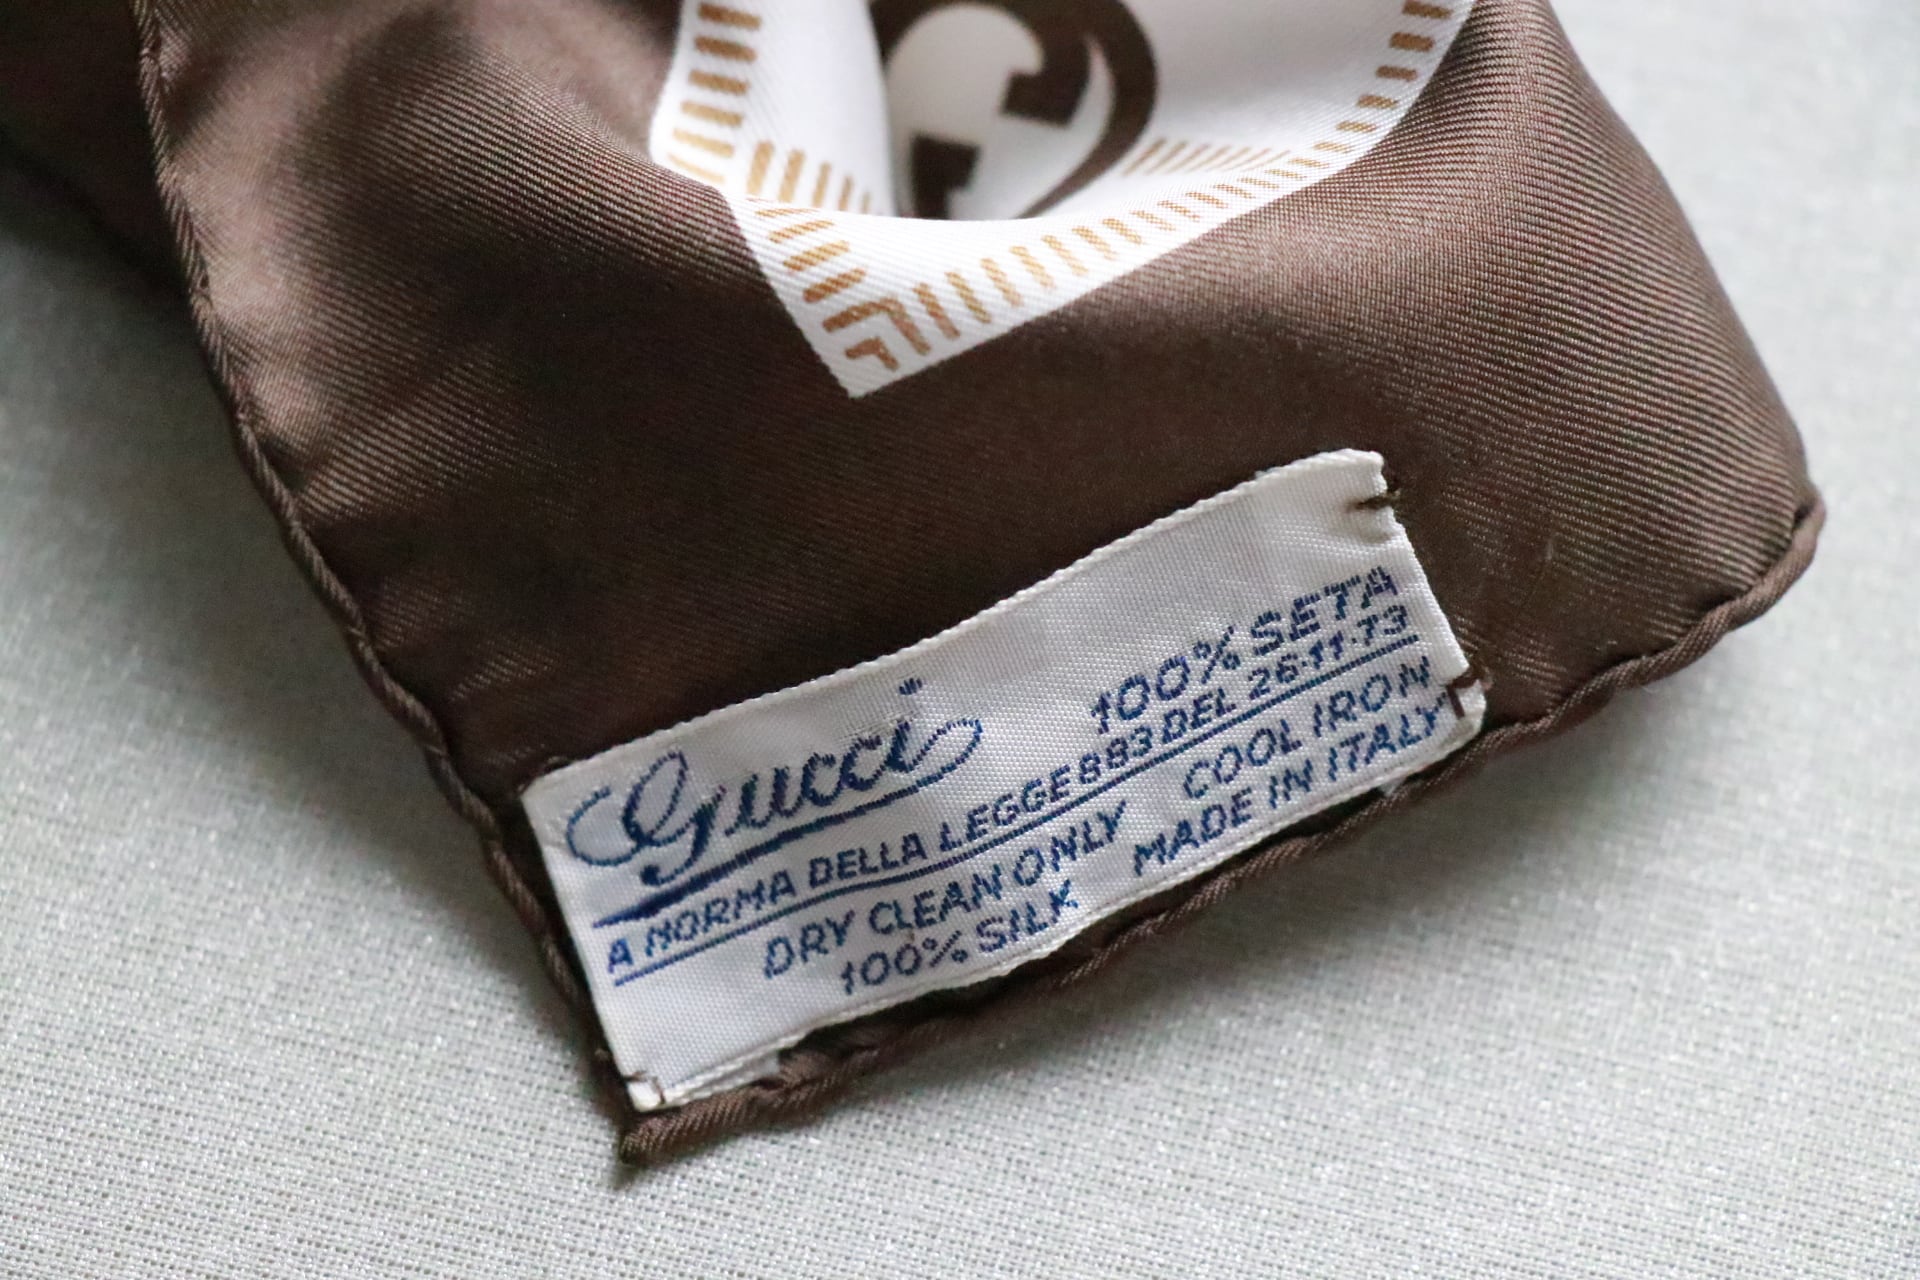 Gucci 100% SETA
A NORMA DELLA LEGGE 883 DEL 26·11·73
DRY CLEAN ONLY COOL IRON
100% SILK MADE IN ITALY